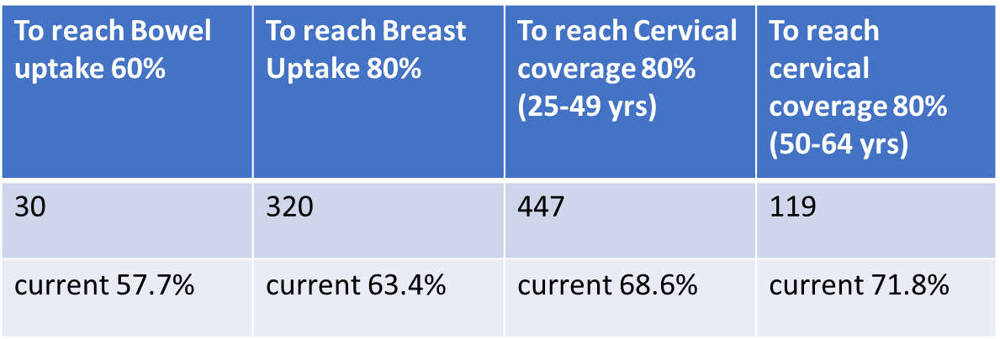 To reach Bowel
uptake 60%
To reach Breast
Uptake 80%
To reach Cervical
coverage 80%
(25-49 yrs)
To reach
cervical
coverage 80%
(50-64 yrs)
30
320
447
119
current 57.7%
current 63.4%
current 68.6%
current 71.8%